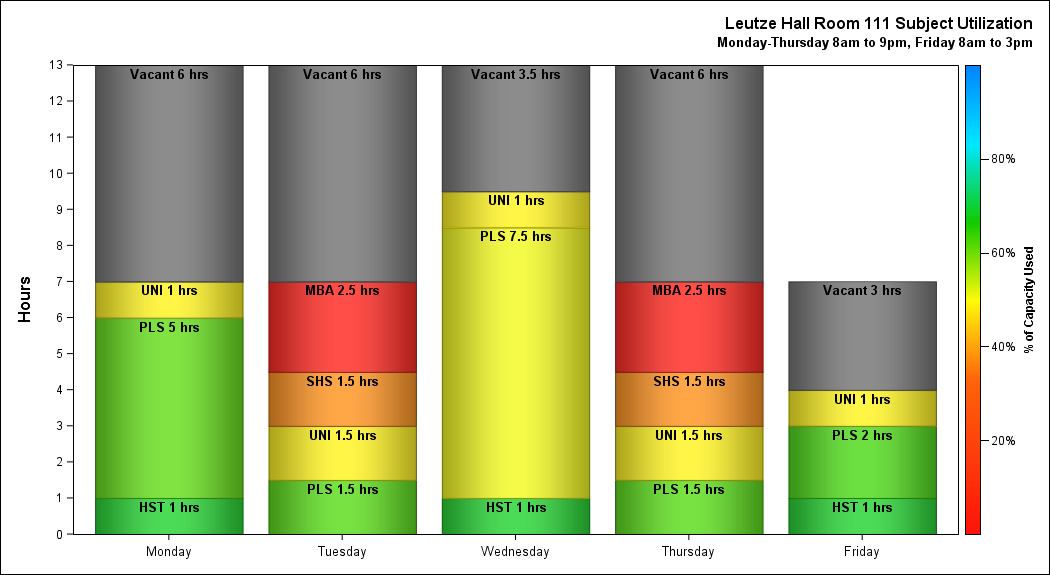 Leutze Hall Room 111 Subject Utilization
Monday-Thursday 8am to 9pm, Friday 8am to 3pm
Hours
13
12
11
10
9
8
7
6
5
4
3
2
1
0
Vacant 6 hrs
UNI 1 hrs
PLS 5 hrs
HST 1 hrs
Monday
Vacant 6 hrs
MBA 2.5 hrs
SHS 1.5 hrs
UNI 1.5 hrs
PLS 1.5 hrs
Tuesday
Vacant 3.5 hrs
UNI 1 hrs
PLS 7.5 hrs
HST 1 hrs
Wednesday
Vacant 6 hrs
MBA 2.5 hrs
SHS 1.5 hrs
UNI 1.5 hrs
PLS 1.5 hrs
Thursday
Vacant 3 hrs
UNI 1 hrs
PLS 2 hrs
HST 1 hrs
Friday
80%
60%
40%
20%
% of Capacity Used